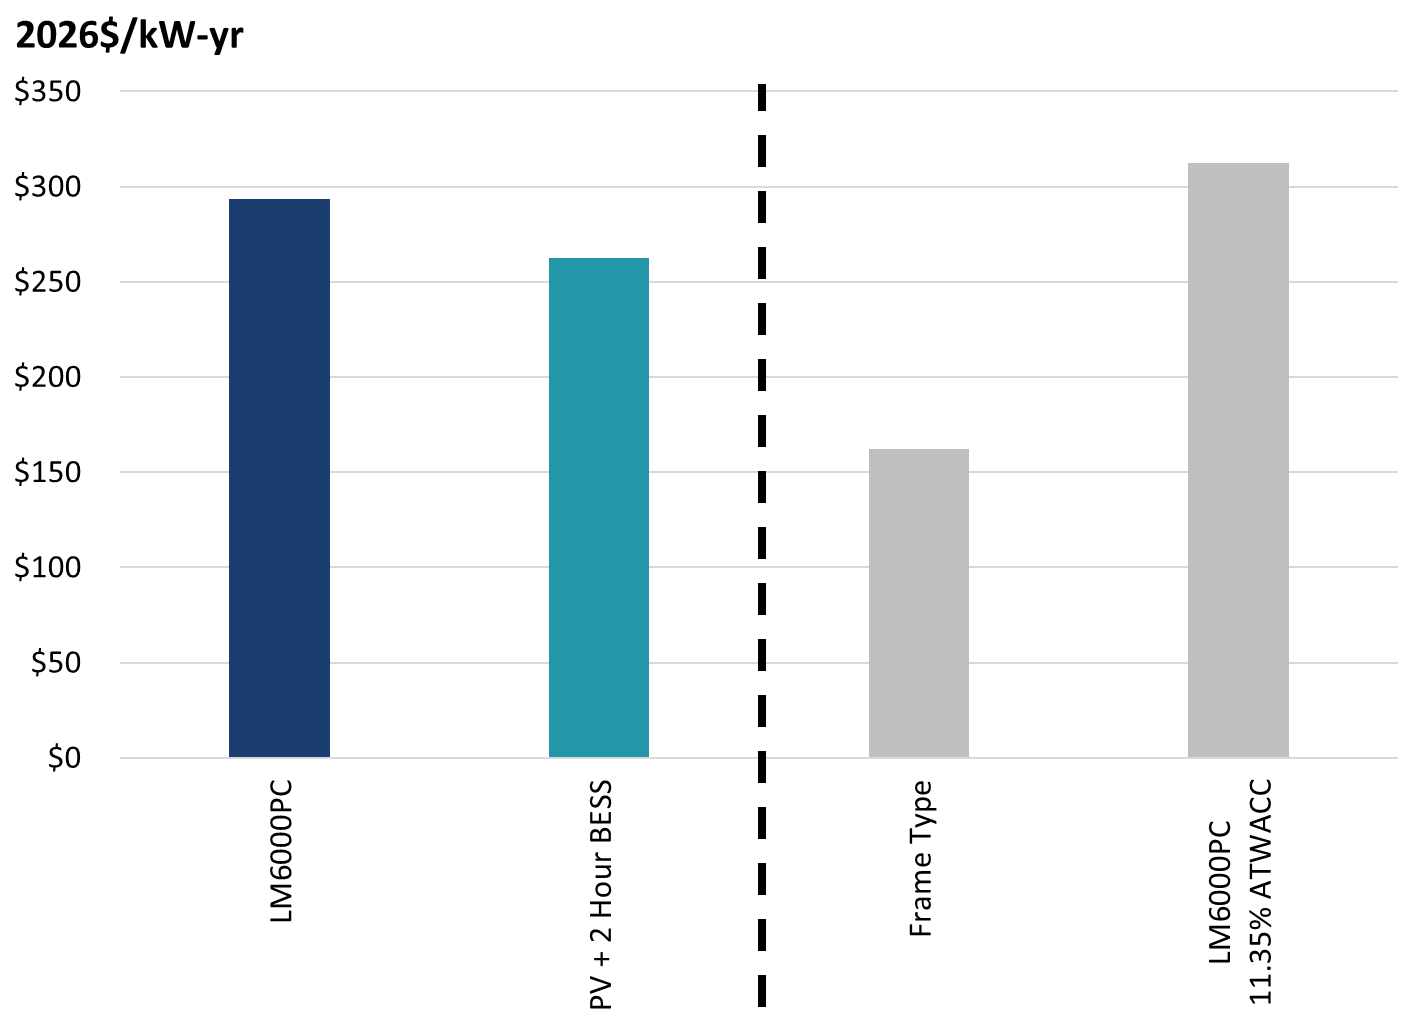 2026$/kW-yr
$350
$300
$250
$200
$150
$100
$50
$0
LM6000PC
PV + 2 Hour BESS
Frame Type
LM6000PC
11.35% ATWACC